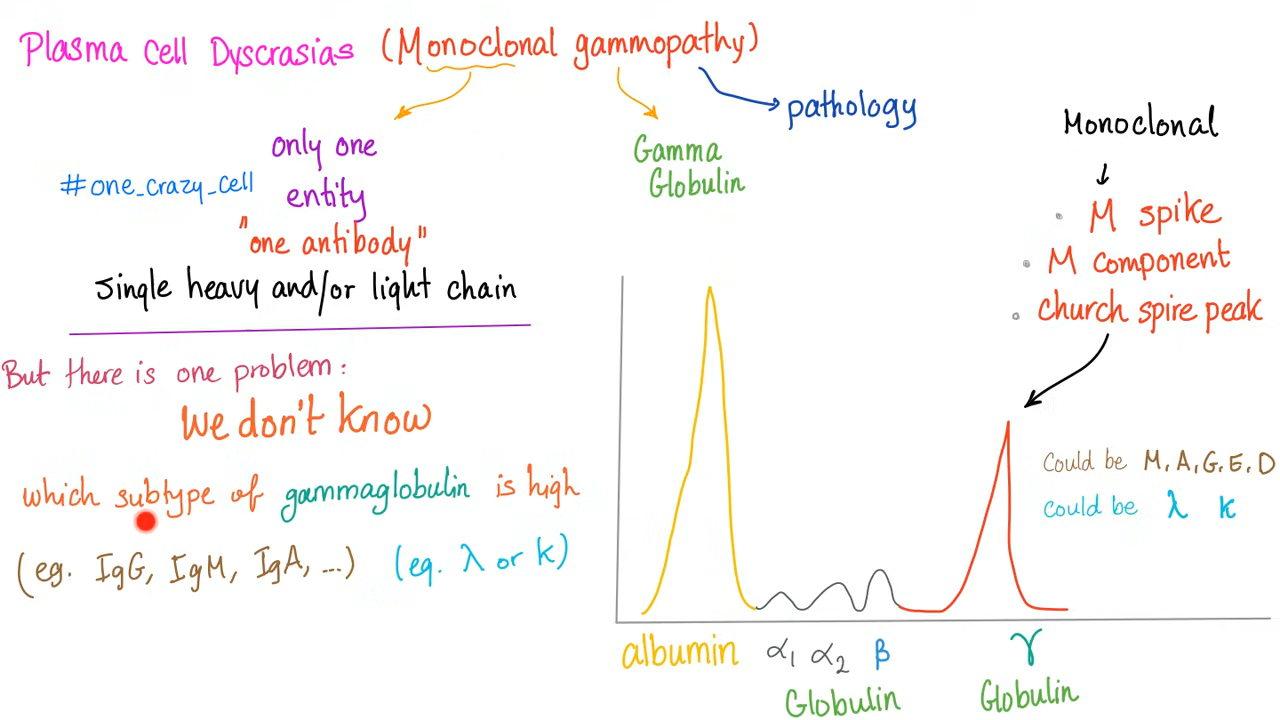 Plasma Cell Dyscrasias (Monoclonal gammopathy)
only one
entity
#one_crazy_cell
"one antibody"
single heavy and/or light chain
Gamma
Globulin
pathology
Monoclonal
M spike
M component
church spire peak
But there is one problem:
We don't know
which subtype of gammaglobulin is high
(eg. IgG, IgM, IgA, ...) (eg. λ or k)
Could be M, A, G, E, D
could be λ k
albumin α1 α2 β γ
Globulin Globulin